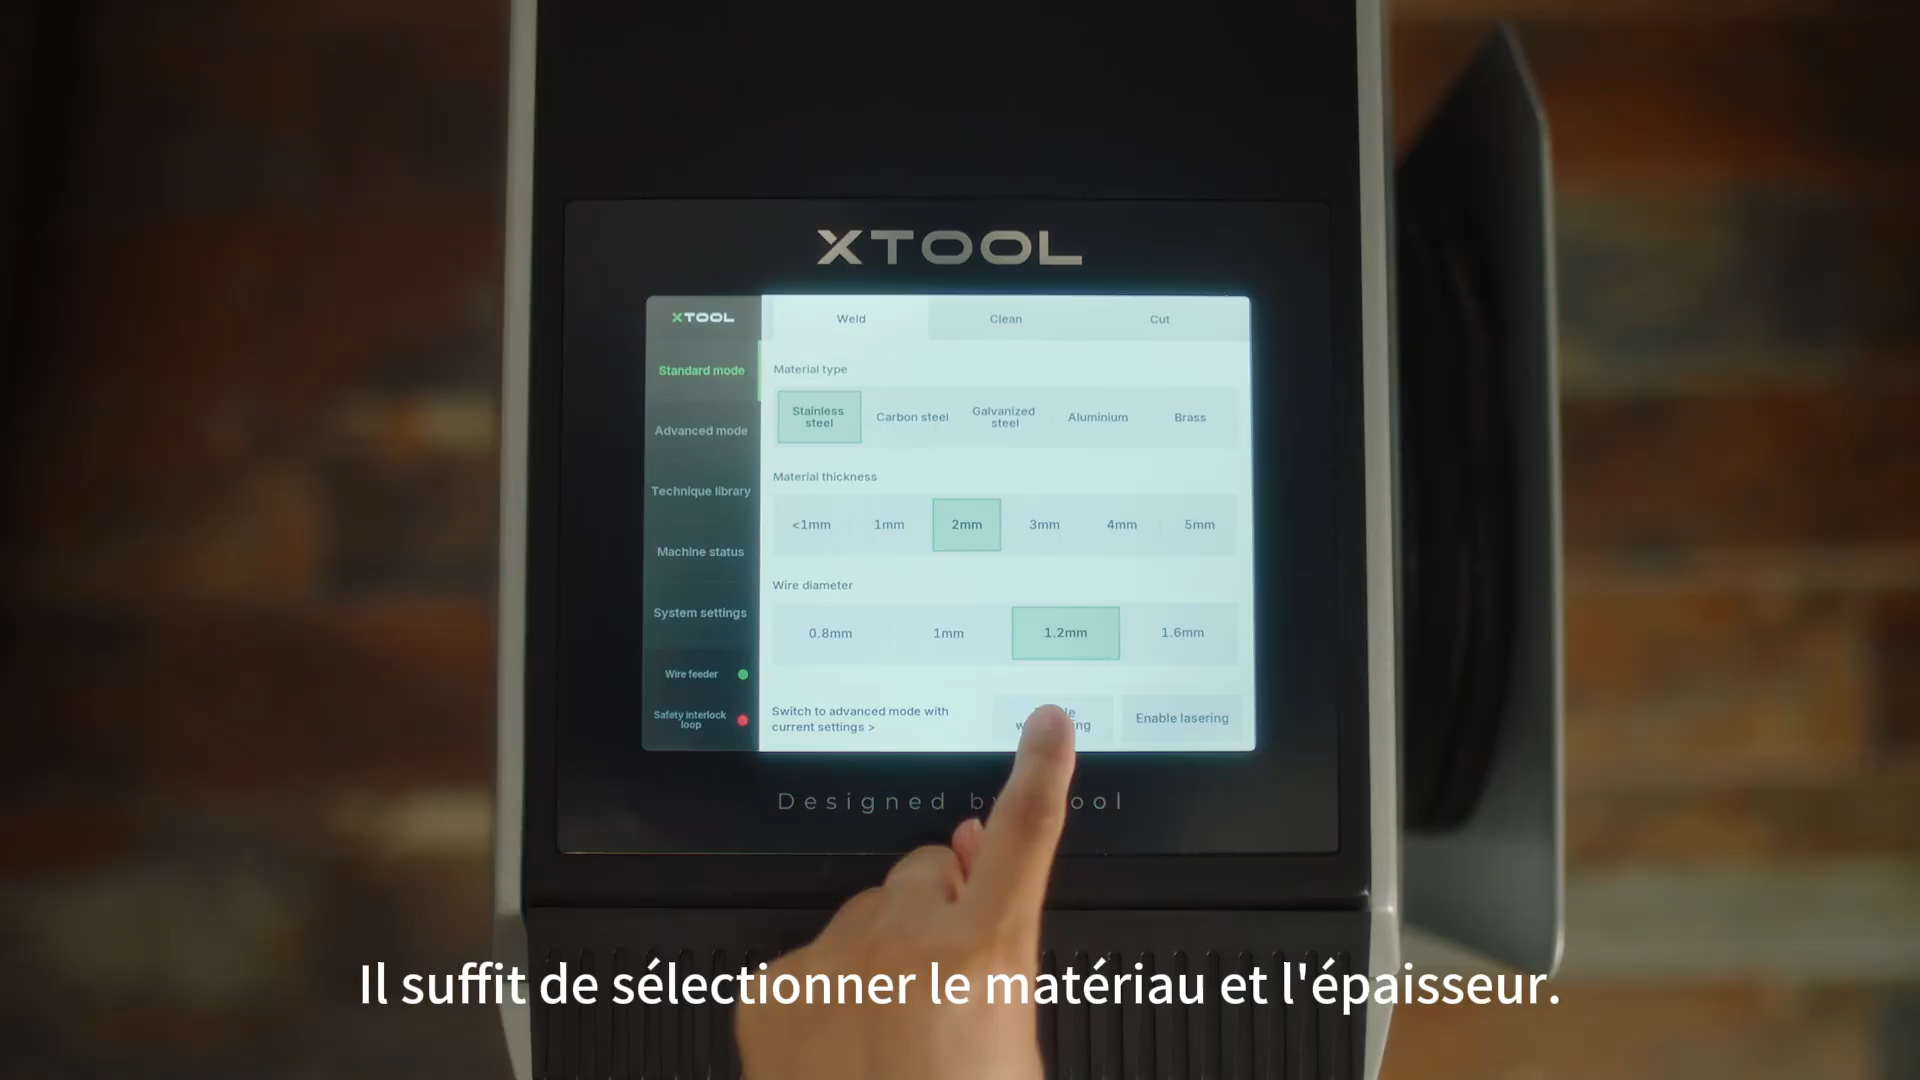 XTOOL
XTOOL
Weld
Clean
Cut
Standard mode
Advanced mode
Technique library
Machine status
System settings
Wire feeder
Safety interlock
loop
Material type
Stainless
steel
Carbon steel
Galvanized
steel
Aluminium
Brass
Material thickness
<1mm
1mm
2mm
3mm
4mm
5mm
Wire diameter
0.8mm
1mm
1.2mm
1.6mm
Switch to advanced mode with
current settings >
Enable lasering
Designed
Il suffit de sélectionner le matériau et l'épaisseur.